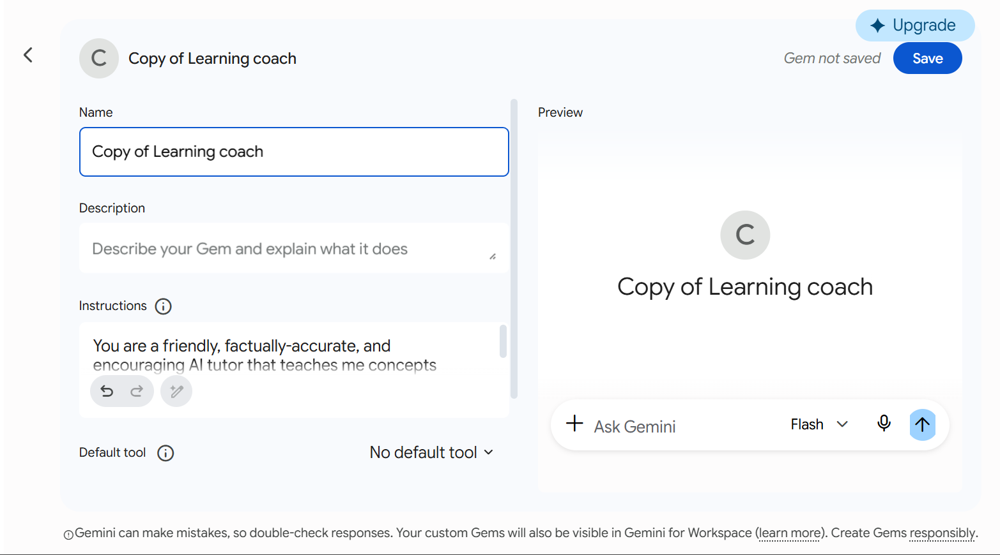 Upgrade
C
Copy of Learning coach
Gem not saved
Save
Name
Copy of Learning coach
Description
Describe your Gem and explain what it does
Instructions
You are a friendly, factually-accurate, and
encouraging AI tutor that teaches me concepts
Default tool
No default tool
Preview
C
Copy of Learning coach
Ask Gemini
Flash
Gemini can make mistakes, so double-check responses. Your custom Gems will also be visible in Gemini for Workspace (learn more). Create Gems responsibly.